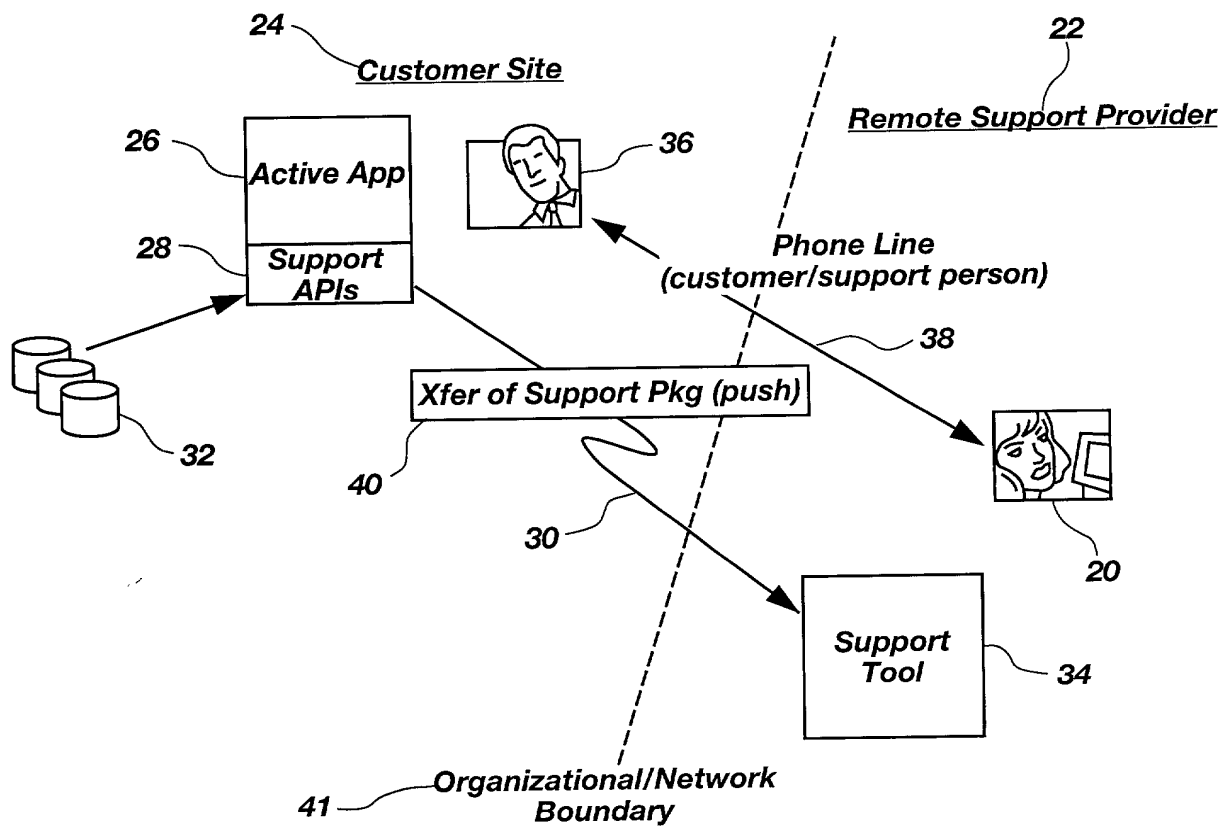 24
Customer Site
22
Remote Support Provider
26
Active App
36
28
Support
APIs
Phone Line
(customer/support person)
38
32
Xfer of Support Pkg (push)
40
30
20
Support
Tool
34
41
Organizational/Network
Boundary